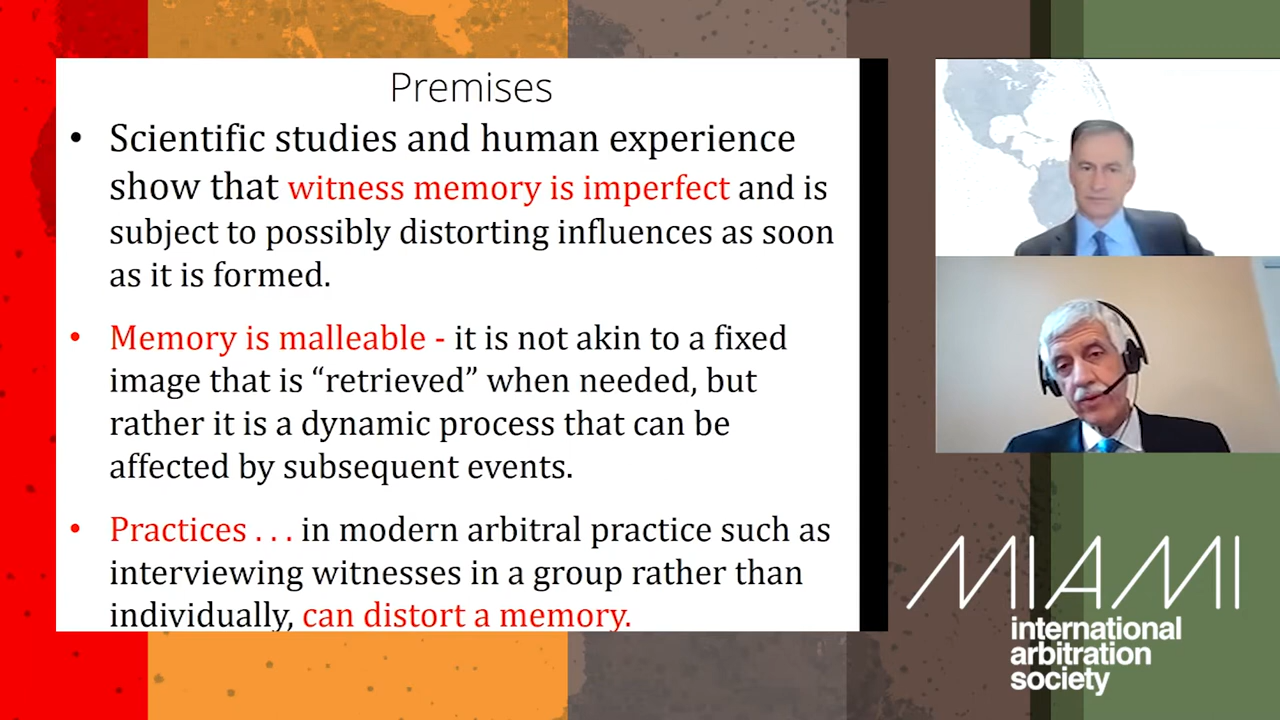 Premises
• Scientific studies and human experience
show that witness memory is imperfect and is
subject to possibly distorting influences as soon
as it is formed.
• Memory is malleable - it is not akin to a fixed
image that is “retrieved” when needed, but
rather it is a dynamic process that can be
affected by subsequent events.
• Practices . . . in modern arbitral practice such as
interviewing witnesses in a group rather than
individually, can distort a memory.
MIAMI
international
arbitration
society